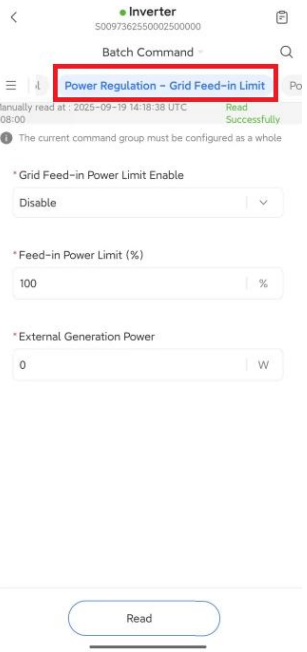 Inverter
S0097362550002500000
Batch Command
Power Regulation - Grid Feed-in Limit
Po
anually read at : 2025-09-19 14:18:38 UTC
08:00
Read
Successfully
The current command group must be configured as a whole
*Grid Feed-in Power Limit Enable
Disable
*Feed-in Power Limit (%)
100 %
*External Generation Power
0 W
Read